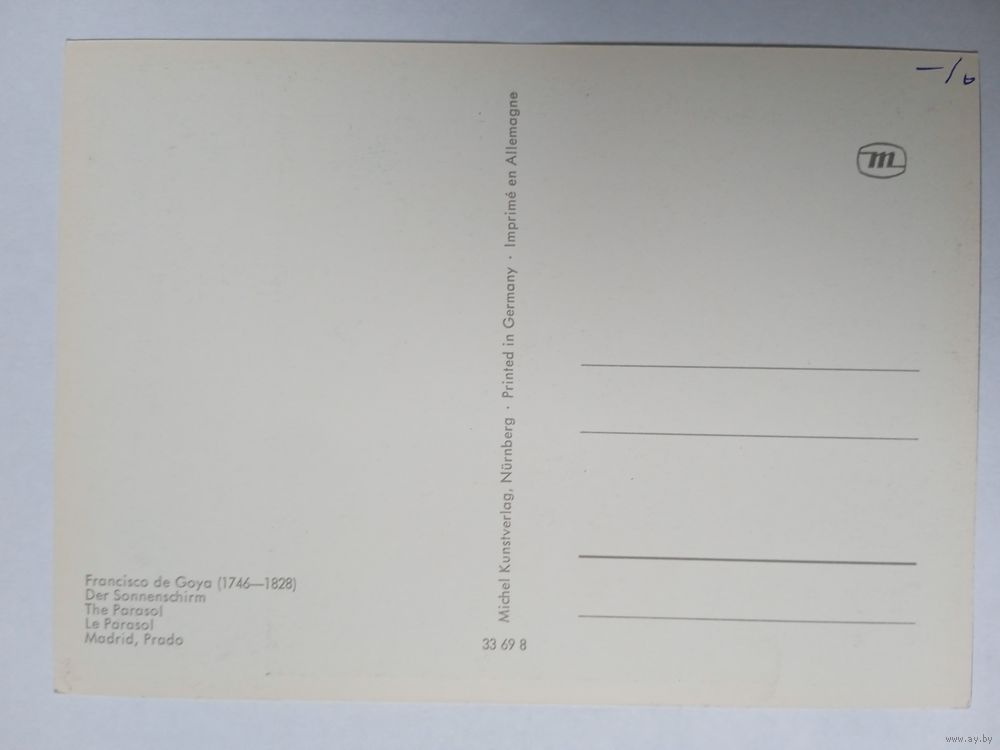 Francisco de Goya (1746—1828)
Der Sonnenschirm
The Parasol
Le Parasol
Madrid, Prado
Michel Kunstverlag, Nürnberg · Printed in Germany · Imprimé en Allemagne
33 69 8
m
www.ay.by